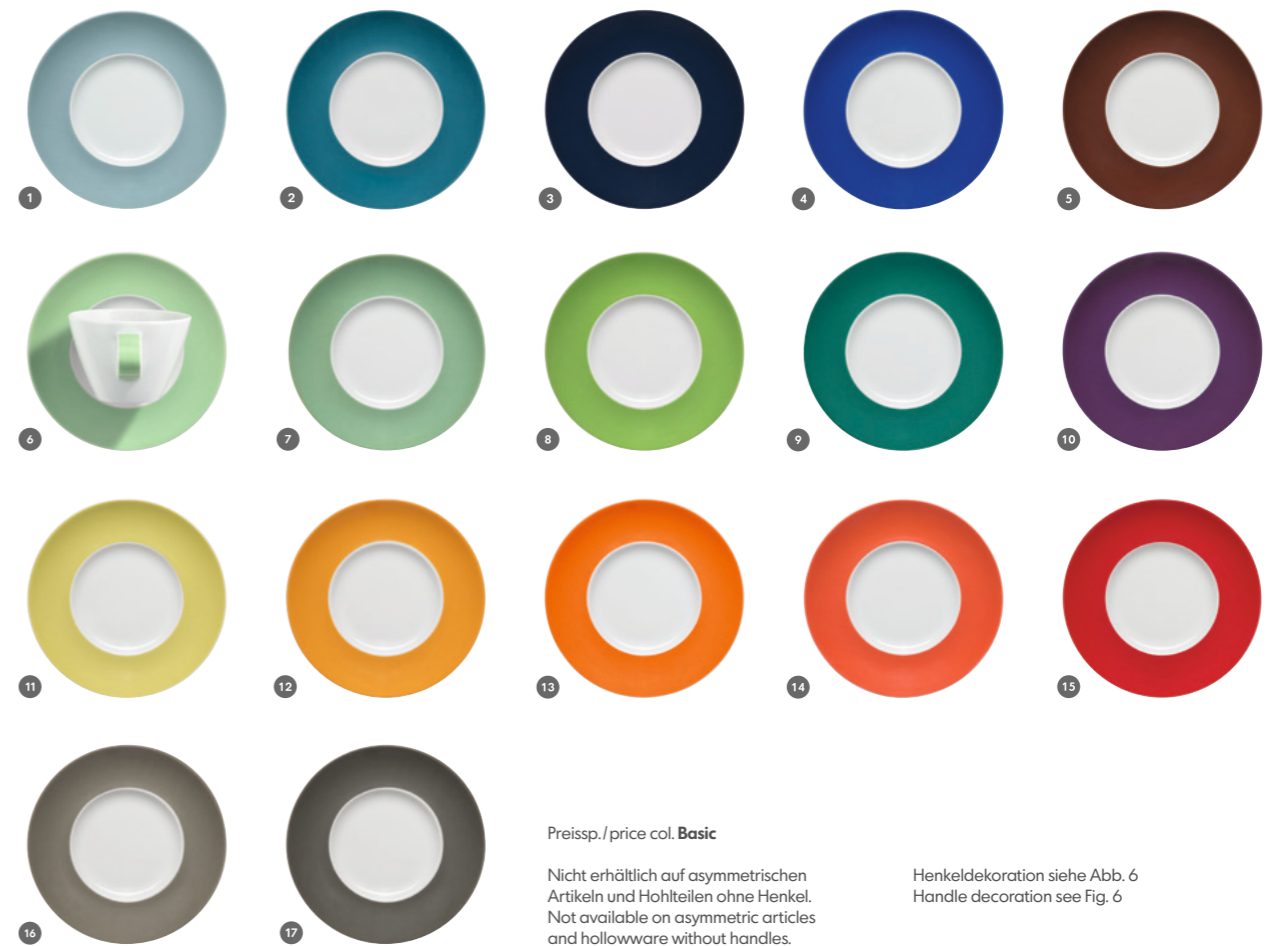 1
2
3
4
5
6
7
8
9
10
11
12
13
14
15
16
17
Preissp./price col. Basic
Nicht erhältlich auf asymmetrischen
Artikeln und Hohlteilen ohne Henkel.
Not available on asymmetric articles
and hollowware without handles.
Henkeldekoration siehe Abb. 6
Handle decoration see Fig. 6